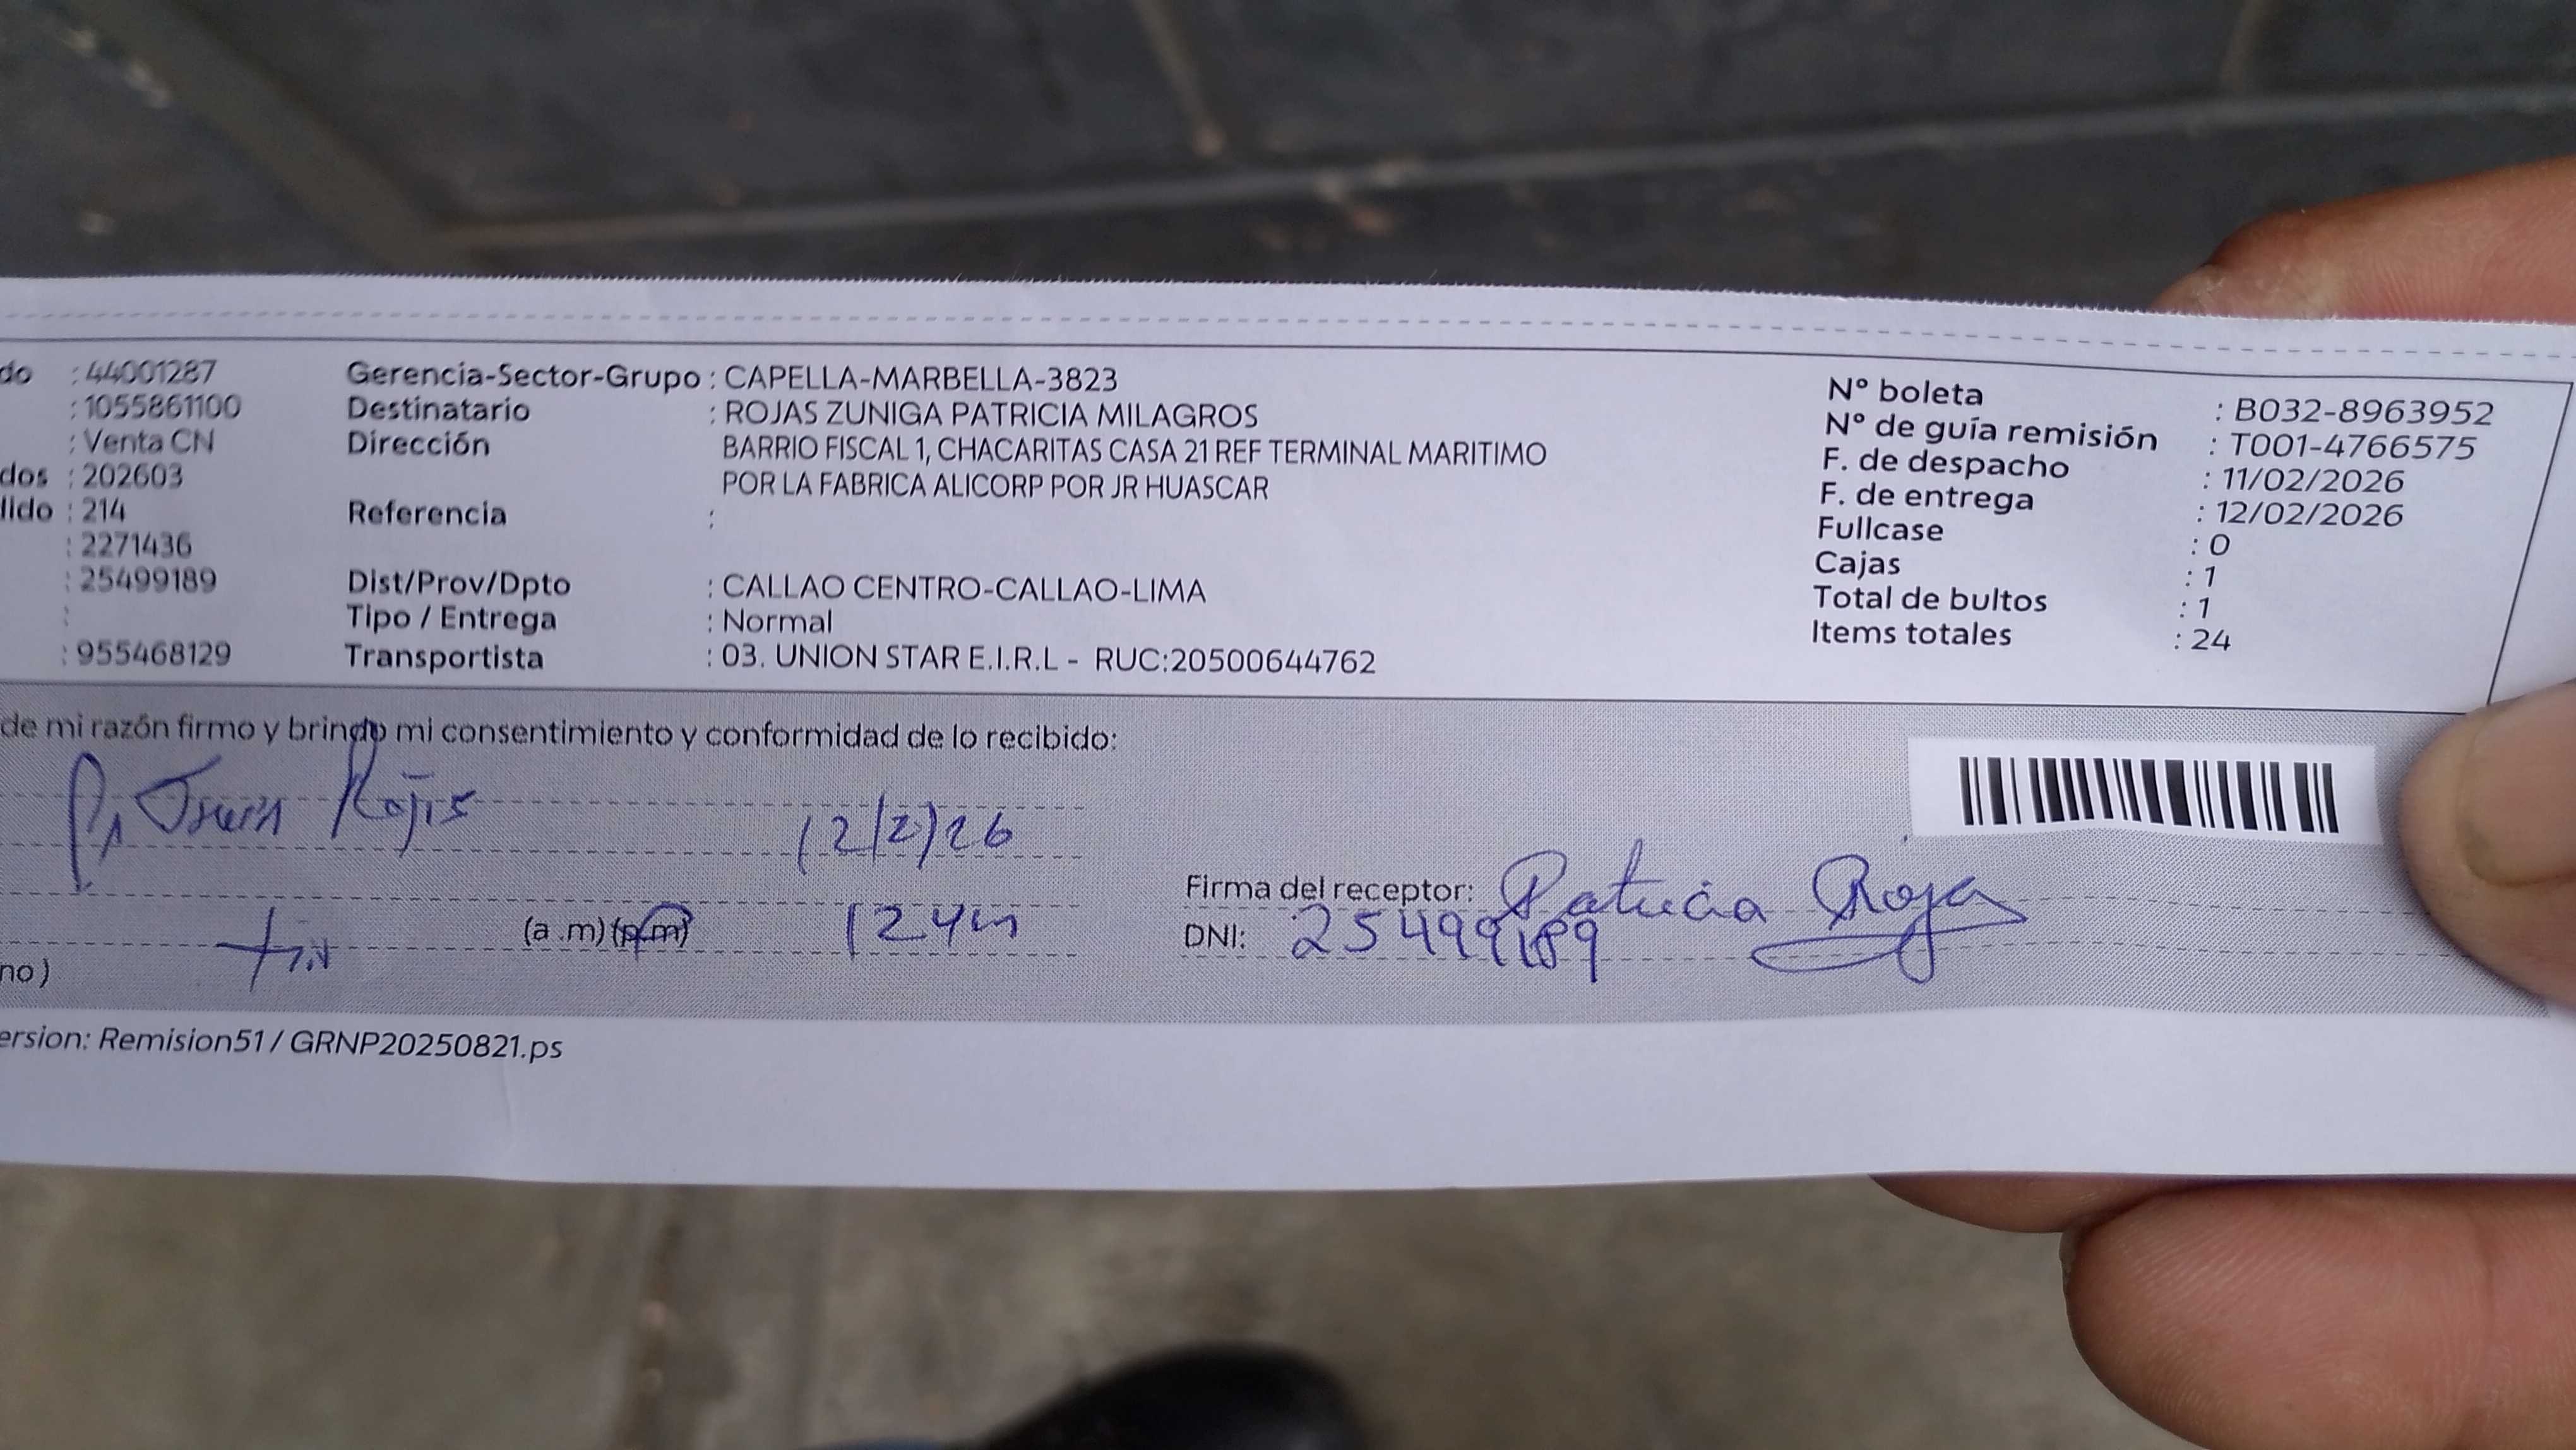 do : 44001287
: 1055861100
: Venta CN
dos : 202603
lido : 214
: 2271436
: 25499189
:
: 955468129
Gerencia-Sector-Grupo : CAPELLA-MARBELLA-3823
Destinatario : ROJAS ZUNIGA PATRICIA MILAGROS
Dirección BARRIO FISCAL 1, CHACARITAS CASA 21 REF TERMINAL MARITIMO
POR LA FABRICA ALICORP POR JR HUASCAR
Referencia :
Dist/Prov/Dpto : CALLAO CENTRO-CALLAO-LIMA
Tipo / Entrega : Normal
Transportista : 03. UNION STAR E.I.R.L - RUC:20500644762
N° boleta : B032-8963952
N° de guía remisión : T001-4766575
F. de despacho : 11/02/2026
F. de entrega : 12/02/2026
Fullcase : 0
Cajas : 1
Total de bultos : 1
Items totales : 24
de mi razón firmo y brindo mi consentimiento y conformidad de lo recibido:
12/2/26
(a .m) (p.m)
Firma del receptor: Patricia Rojas
DNI: 25499189
no)
ersion: Remision51 / GRNP20250821.ps